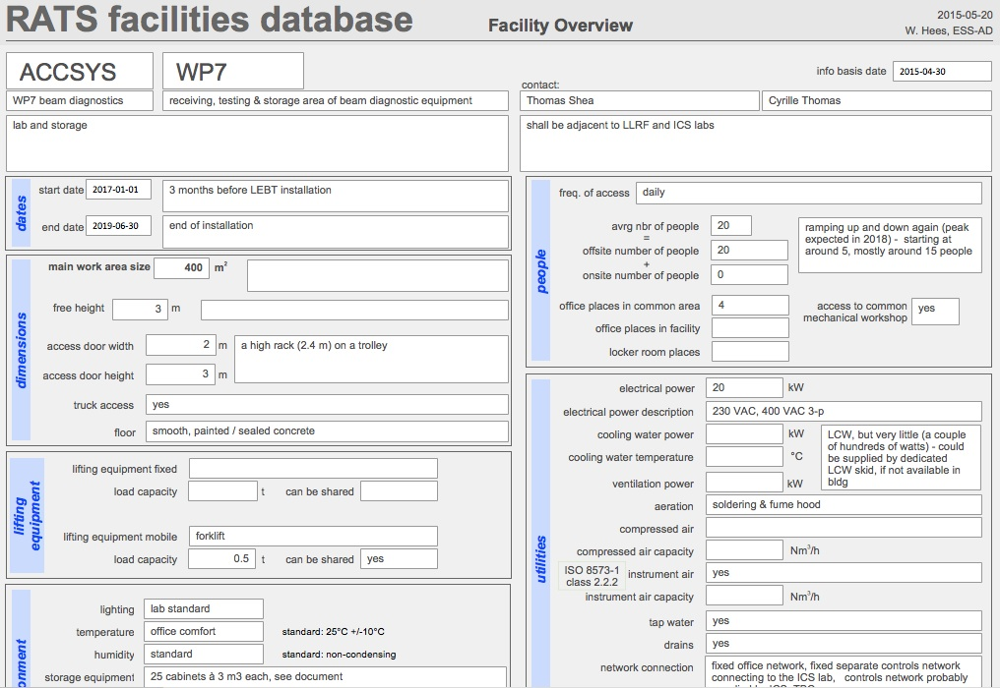 RATS facilities database
Facility Overview
2015-05-20
W. Hees, ESS-AD
ACCSYS
WP7
info basis date 2015-04-30
contact:
WP7 beam diagnostics
receiving, testing & storage area of beam diagnostic equipment
Thomas Shea
Cyrille Thomas
lab and storage
shall be adjacent to LLRF and ICS labs
dates
start date 2017-01-01
3 months before LEBT installation
end date 2019-06-30
end of installation
dimensions
main work area size 400 m²
free height 3 m
access door width 2 m
a high rack (2.4 m) on a trolley
access door height 3 m
truck access yes
floor smooth, painted / sealed concrete
lifting
equipment
lifting equipment fixed
load capacity t can be shared
lifting equipment mobile forklift
load capacity 0.5 t can be shared yes
nment
lighting lab standard
temperature office comfort standard: 25°C +/-10°C
humidity standard standard: non-condensing
storage equipment 25 cabinets à 3 m3 each, see document
people
freq. of access daily
avrg nbr of people 20
=
offsite number of people 20
+
onsite number of people 0
ramping up and down again (peak
expected in 2018) - starting at
around 5, mostly around 15 people
office places in common area 4
office places in facility
locker room places
access to common
mechanical workshop yes
utilities
electrical power 20 kW
electrical power description 230 VAC, 400 VAC 3-p
cooling water power kW
cooling water temperature °C
ventilation power kW
LCW, but very little (a couple
of hundreds of watts) - could
be supplied by dedicated
LCW skid, if not available in
bldg
aeration soldering & fume hood
compressed air
compressed air capacity Nm³/h
ISO 8573-1
class 2.2.2
instrument air yes
instrument air capacity Nm³/h
tap water yes
drains yes
network connection fixed office network, fixed separate controls network
connecting to the ICS lab, controls network probably